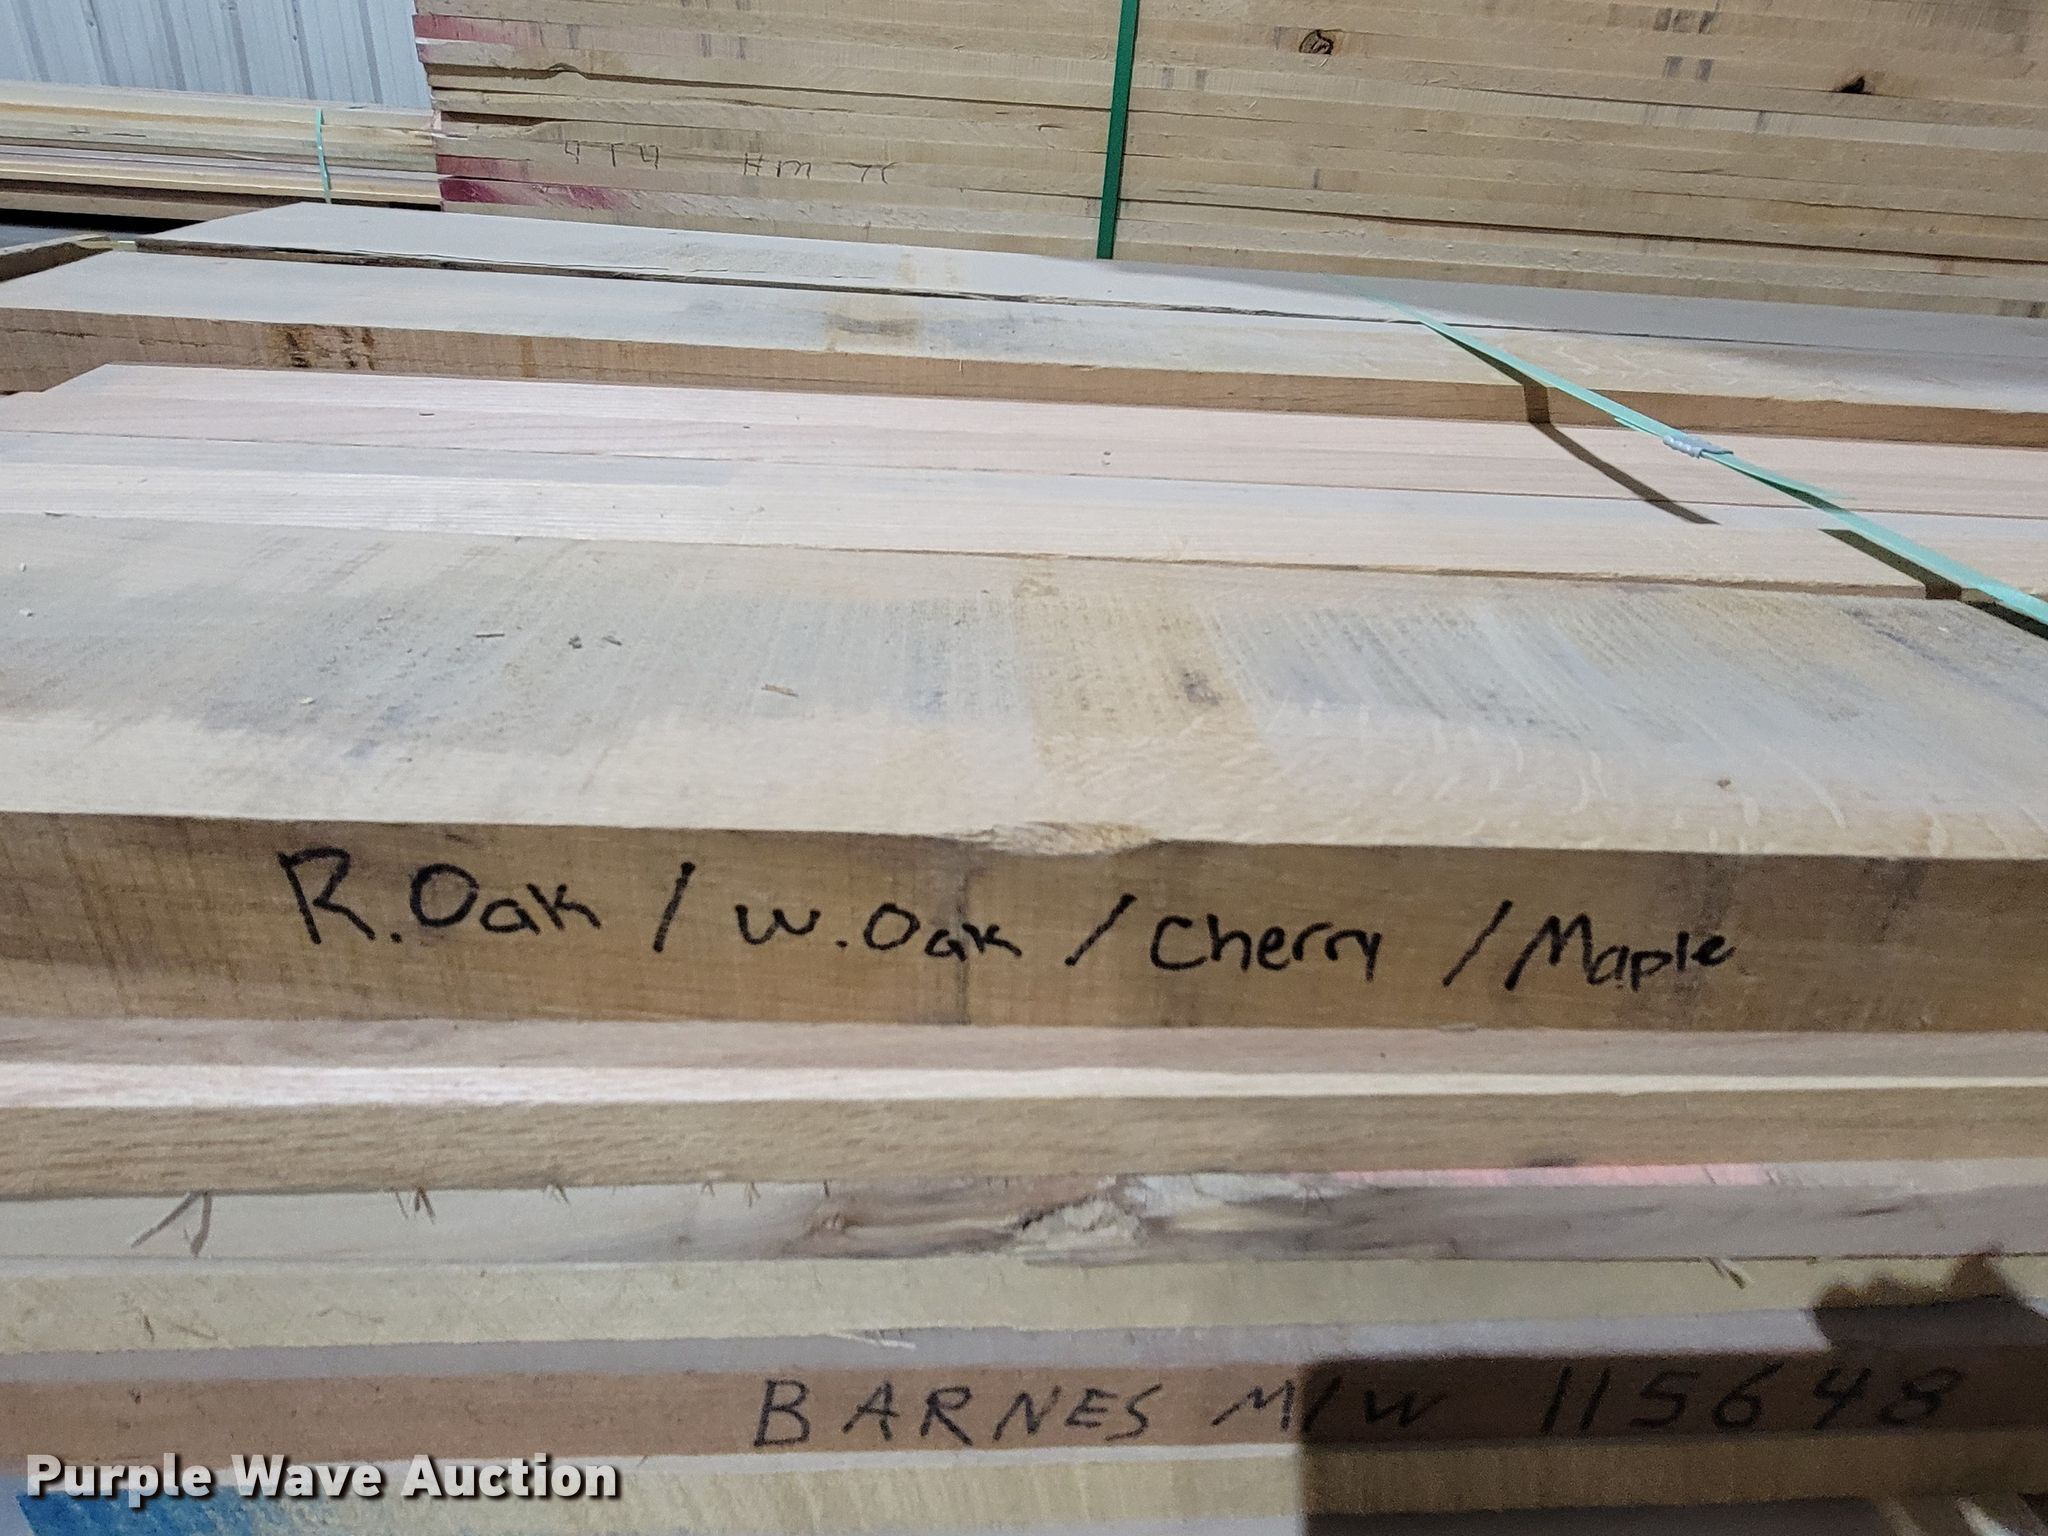 R.Oak / W.Oak / Cherry / Maple
BARNES M/W 115648
Purple Wave Auction